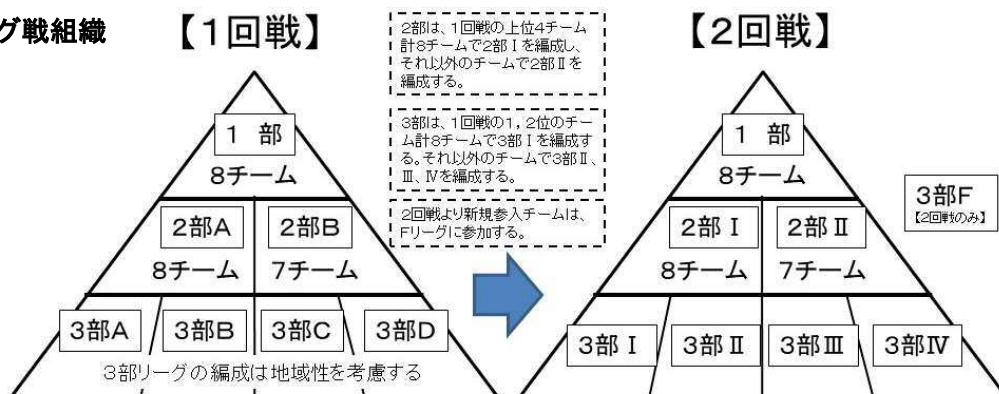 グ戦組織
【1回戦】
2部は、1回戦の上位4チーム
計8チームで2部Ⅰを編成し、
それ以外のチームで2部Ⅱを
編成する。
3部は、1回戦の1，2位のチー
ム計8チームで3部Ⅰを編成す
る。それ以外のチームで3部Ⅱ、
Ⅲ、Ⅳを編成する。
2回戦より新規参入チームは、
Fリーグに参加する。
【2回戦】
1 部
8チーム
2部A
2部B
8チーム
7チーム
3部A
3部B
3部C
3部D
3部リーグの編成は地域性を考慮する
1 部
8チーム
2部Ⅰ
2部Ⅱ
8チーム
7チーム
3部Ⅰ
3部Ⅱ
3部Ⅲ
3部Ⅳ
3部F
【2回戦のみ】